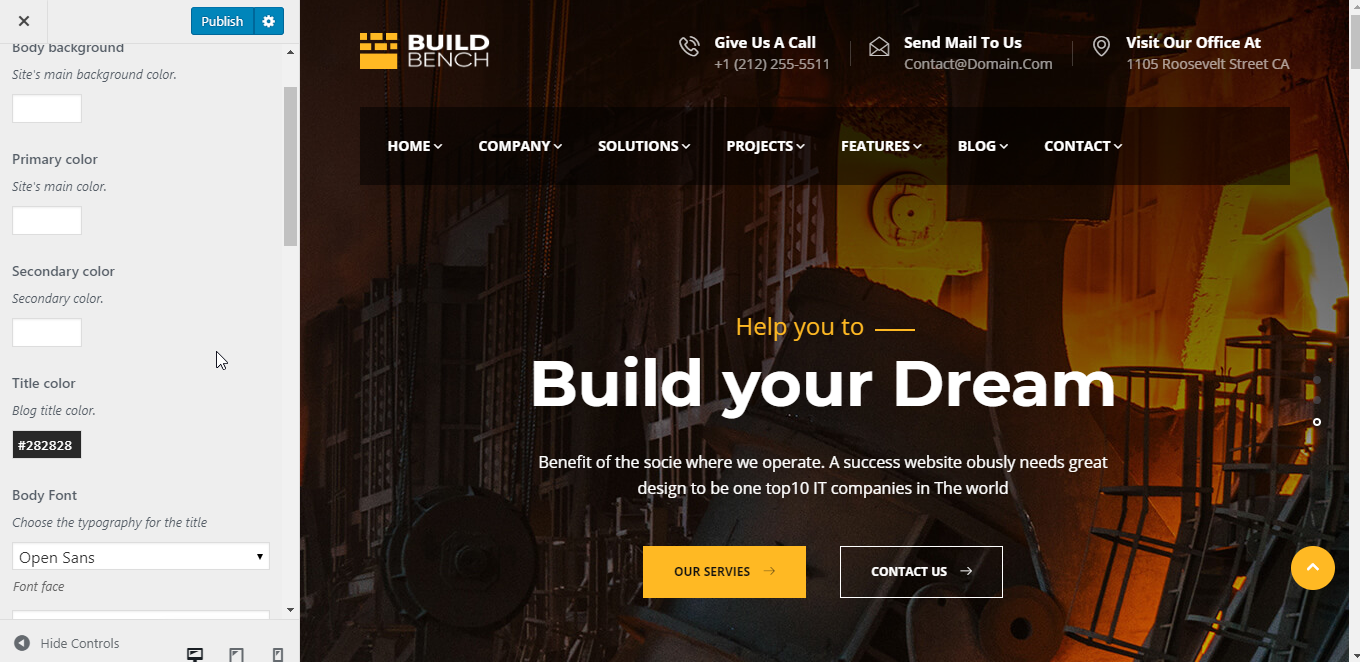 Publish
Body background
Site's main background color.
Primary color
Site's main color.
Secondary color
Secondary color.
Title color
Blog title color.
#282828
Body Font
Choose the typography for the title
Open Sans
Font face
Hide Controls
BUILD
BENCH
Give Us A Call
+1 (212) 255-5511
Send Mail To Us
Contact@Domain.Com
Visit Our Office At
1105 Roosevelt Street CA
HOME COMPANY SOLUTIONS PROJECTS FEATURES BLOG CONTACT
Help you to
Build your Dream
Benefit of the socie where we operate. A success website obusly needs great
design to be one top10 IT companies in The world
OUR SERVIES
CONTACT US